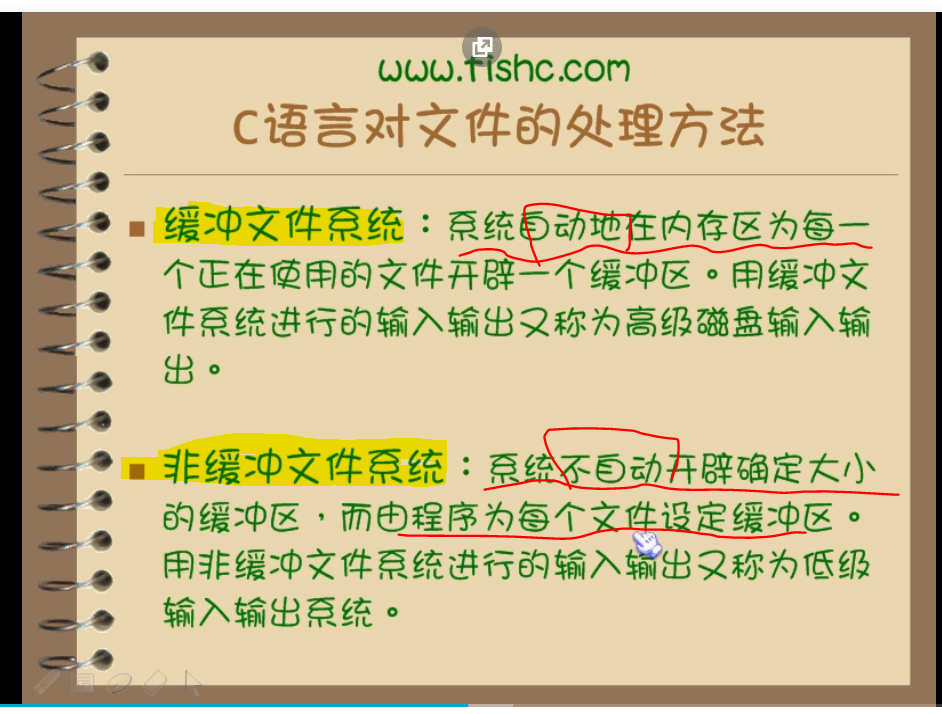 www.fishc.com
C语言对文件的处理方法
缓冲文件系统：系统自动地在内存区为每一
个正在使用的文件开辟一个缓冲区。用缓冲文
件系统进行的输入输出又称为高级磁盘输入输
出。
非缓冲文件系统：系统不自动开辟确定大小
的缓冲区，而由程序为每个文件设定缓冲区。
用非缓冲文件系统进行的输入输出又称为低级
输入输出系统。